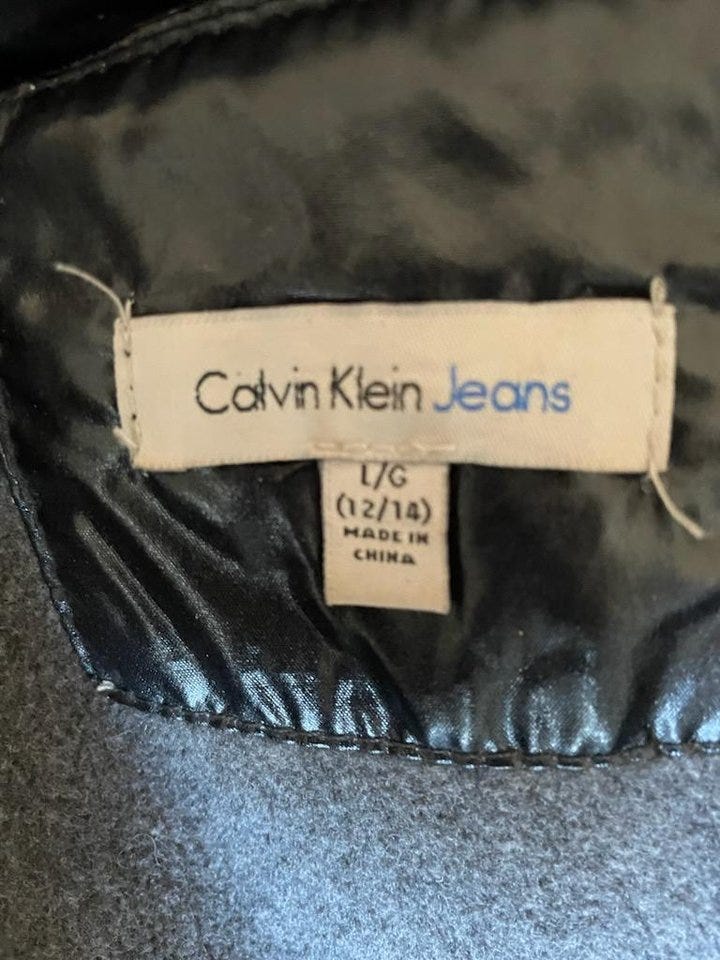 Calvin Klein Jeans
L/G
(12/14)
MADE IN
CHINA